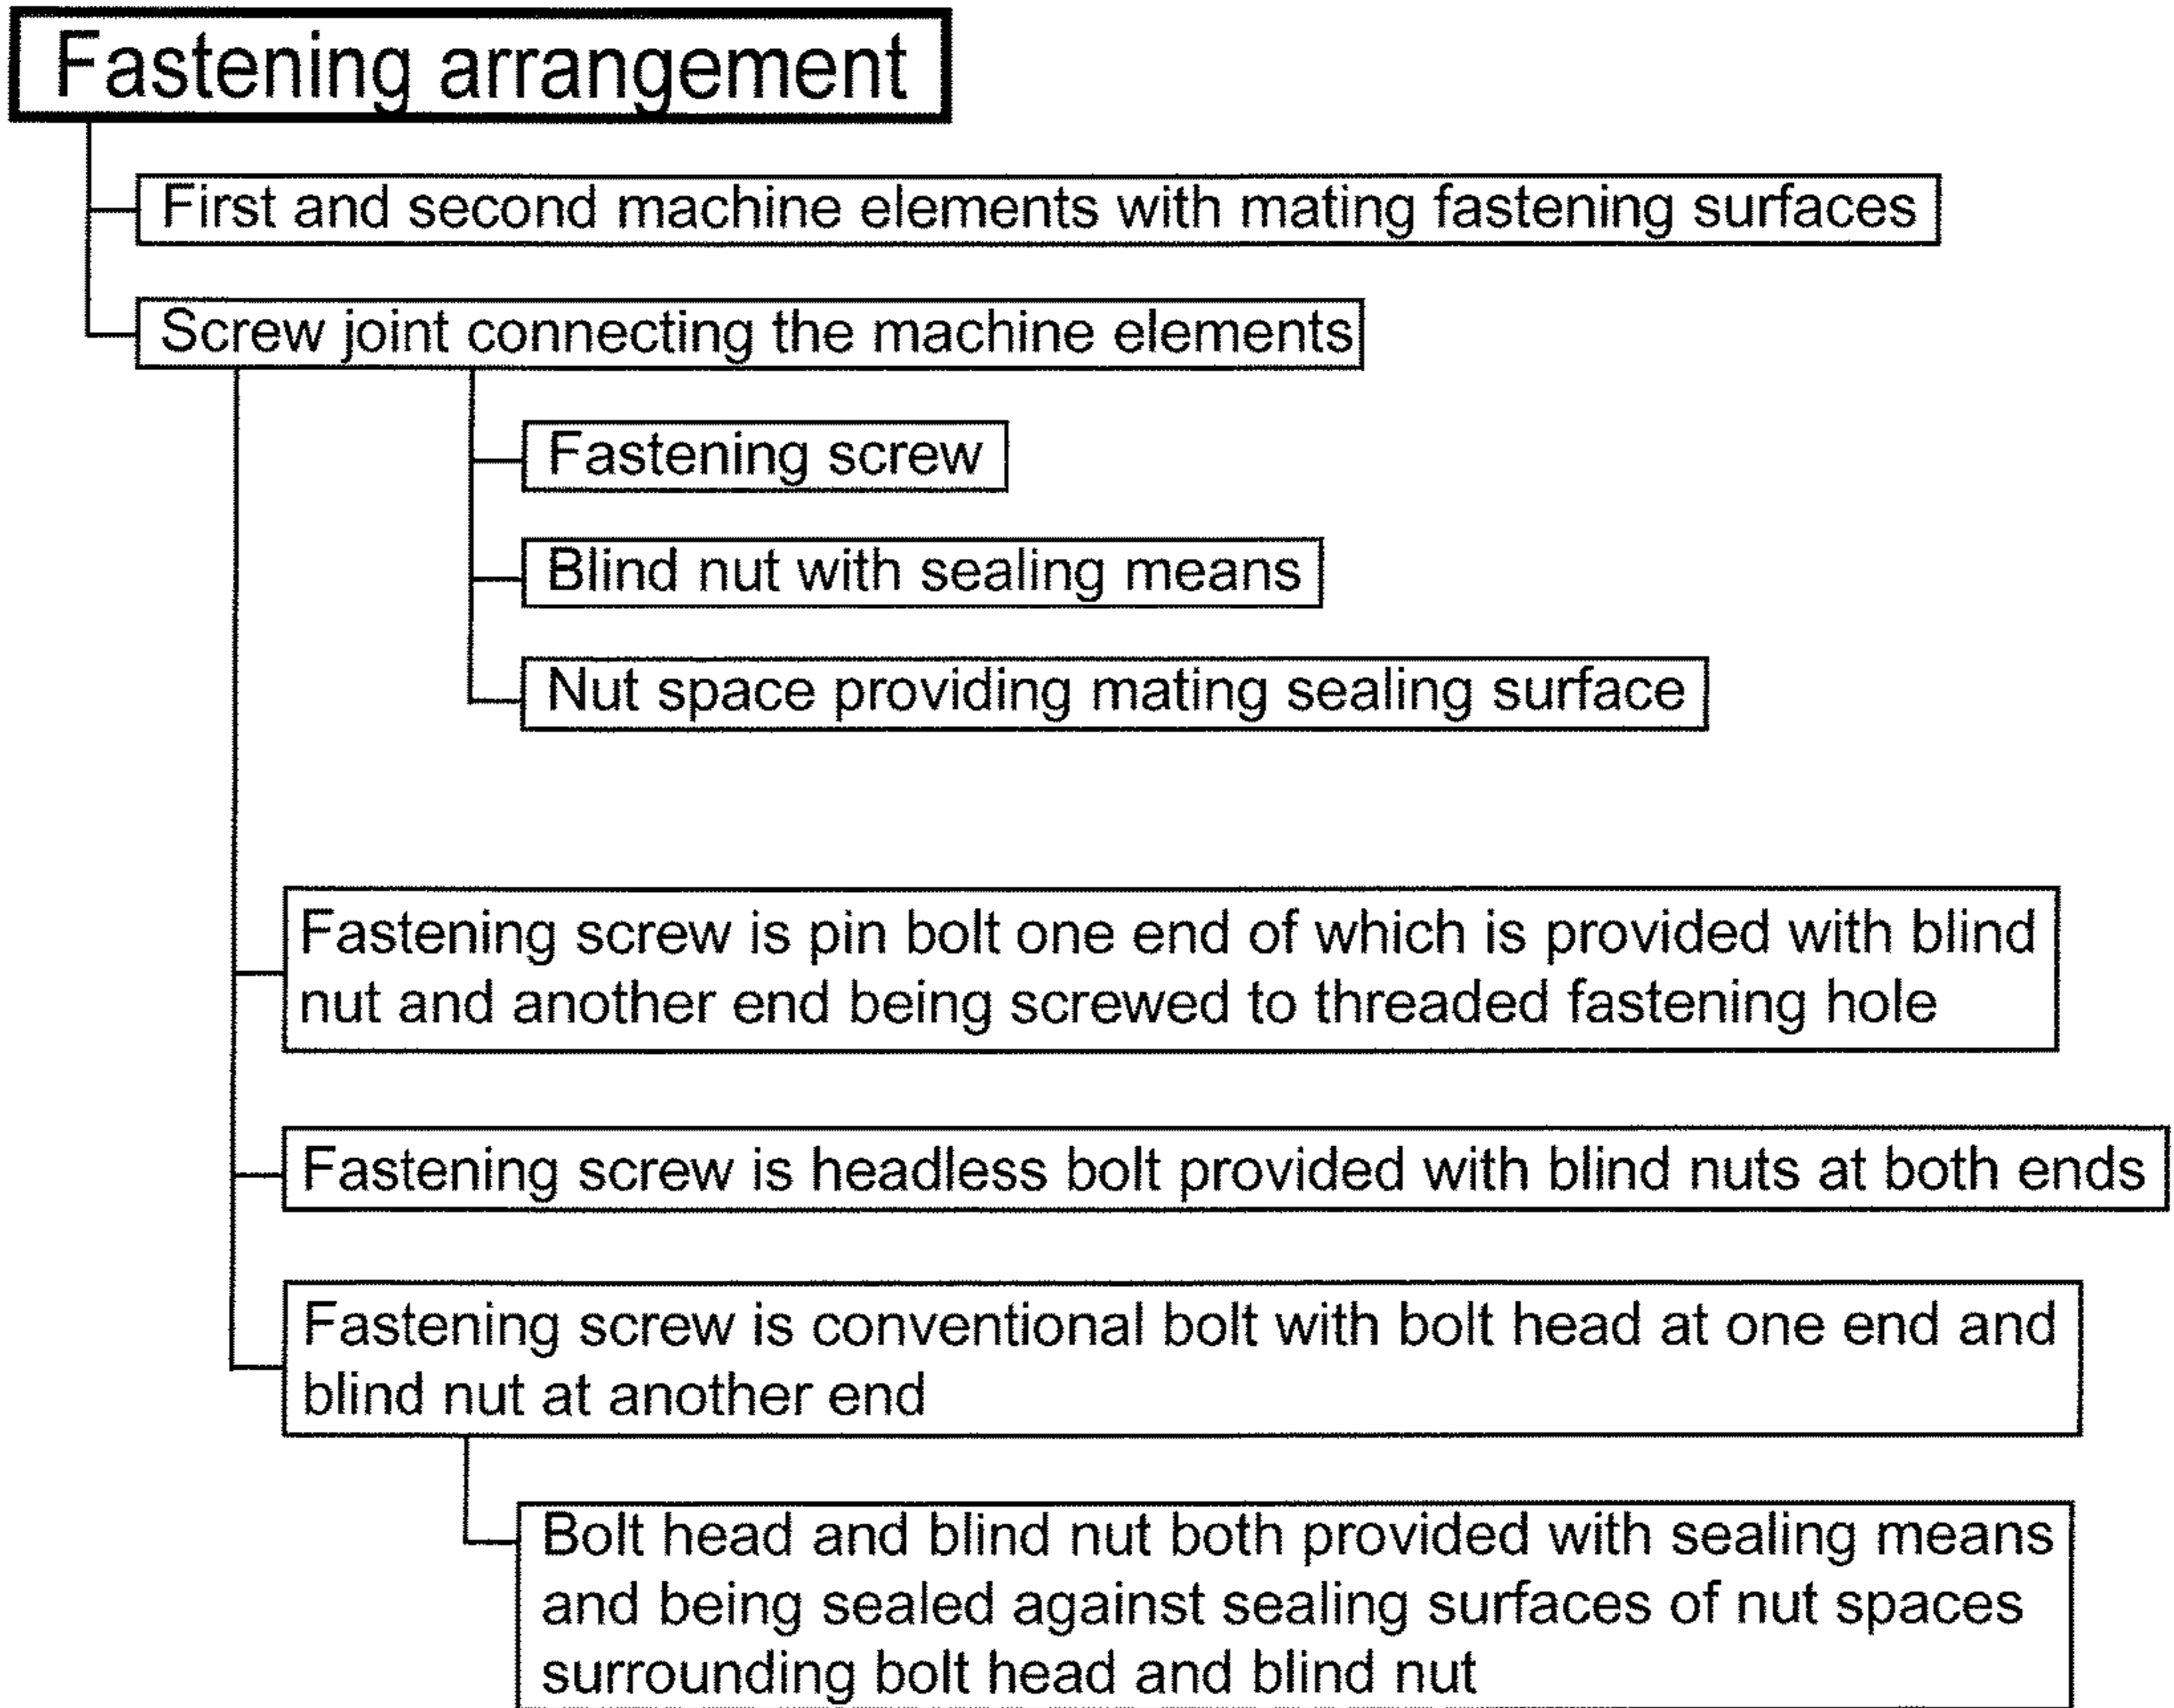 Fastening arrangement
First and second machine elements with mating fastening surfaces
Screw joint connecting the machine elements
Fastening screw
Blind nut with sealing means
Nut space providing mating sealing surface
Fastening screw is pin bolt one end of which is provided with blind
nut and another end being screwed to threaded fastening hole
Fastening screw is headless bolt provided with blind nuts at both ends
Fastening screw is conventional bolt with bolt head at one end and
blind nut at another end
Bolt head and blind nut both provided with sealing means
and being sealed against sealing surfaces of nut spaces
surrounding bolt head and blind nut